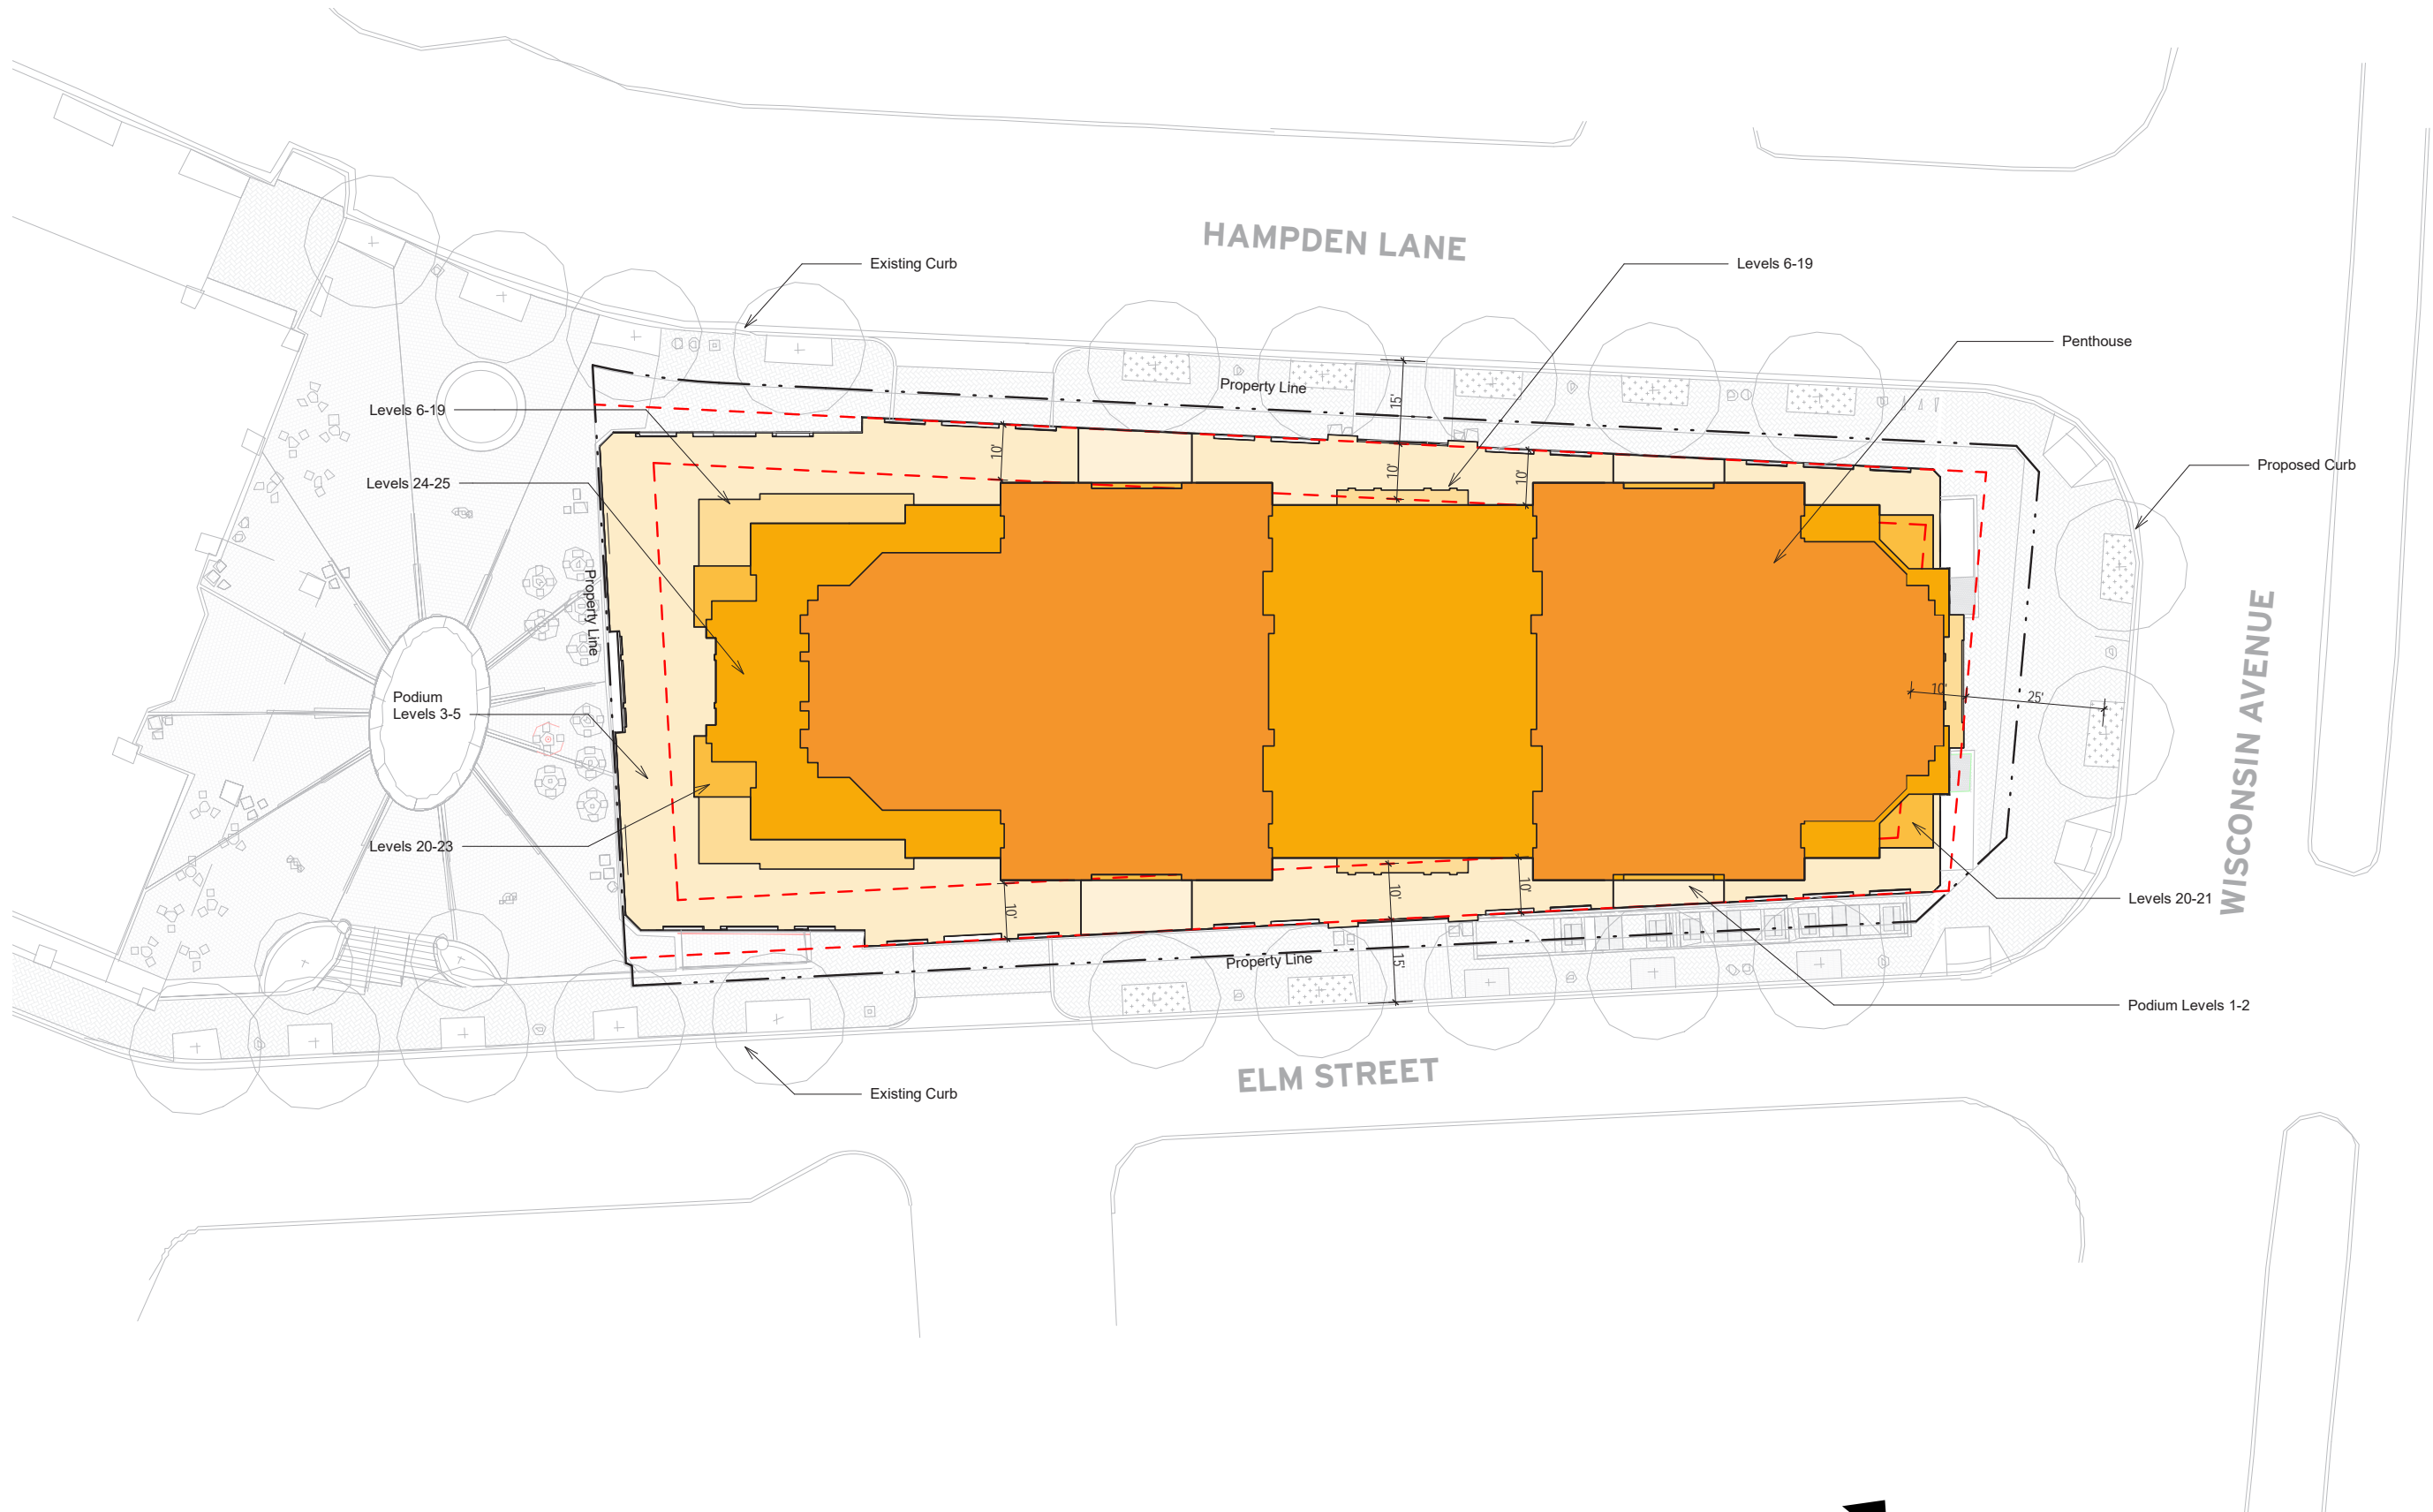 HAMPDEN LANE
Existing Curb
Levels 6-19
Penthouse
Property Line
15'
Levels 6-19
10'
10'
10'
Proposed Curb
Levels 24-25
Property Line
WISCONSIN AVENUE
10'
25'
Podium
Levels 3-5
Levels 20-23
10'
10'
10'
Levels 20-21
Property Line
15'
Podium Levels 1-2
ELM STREET
Existing Curb